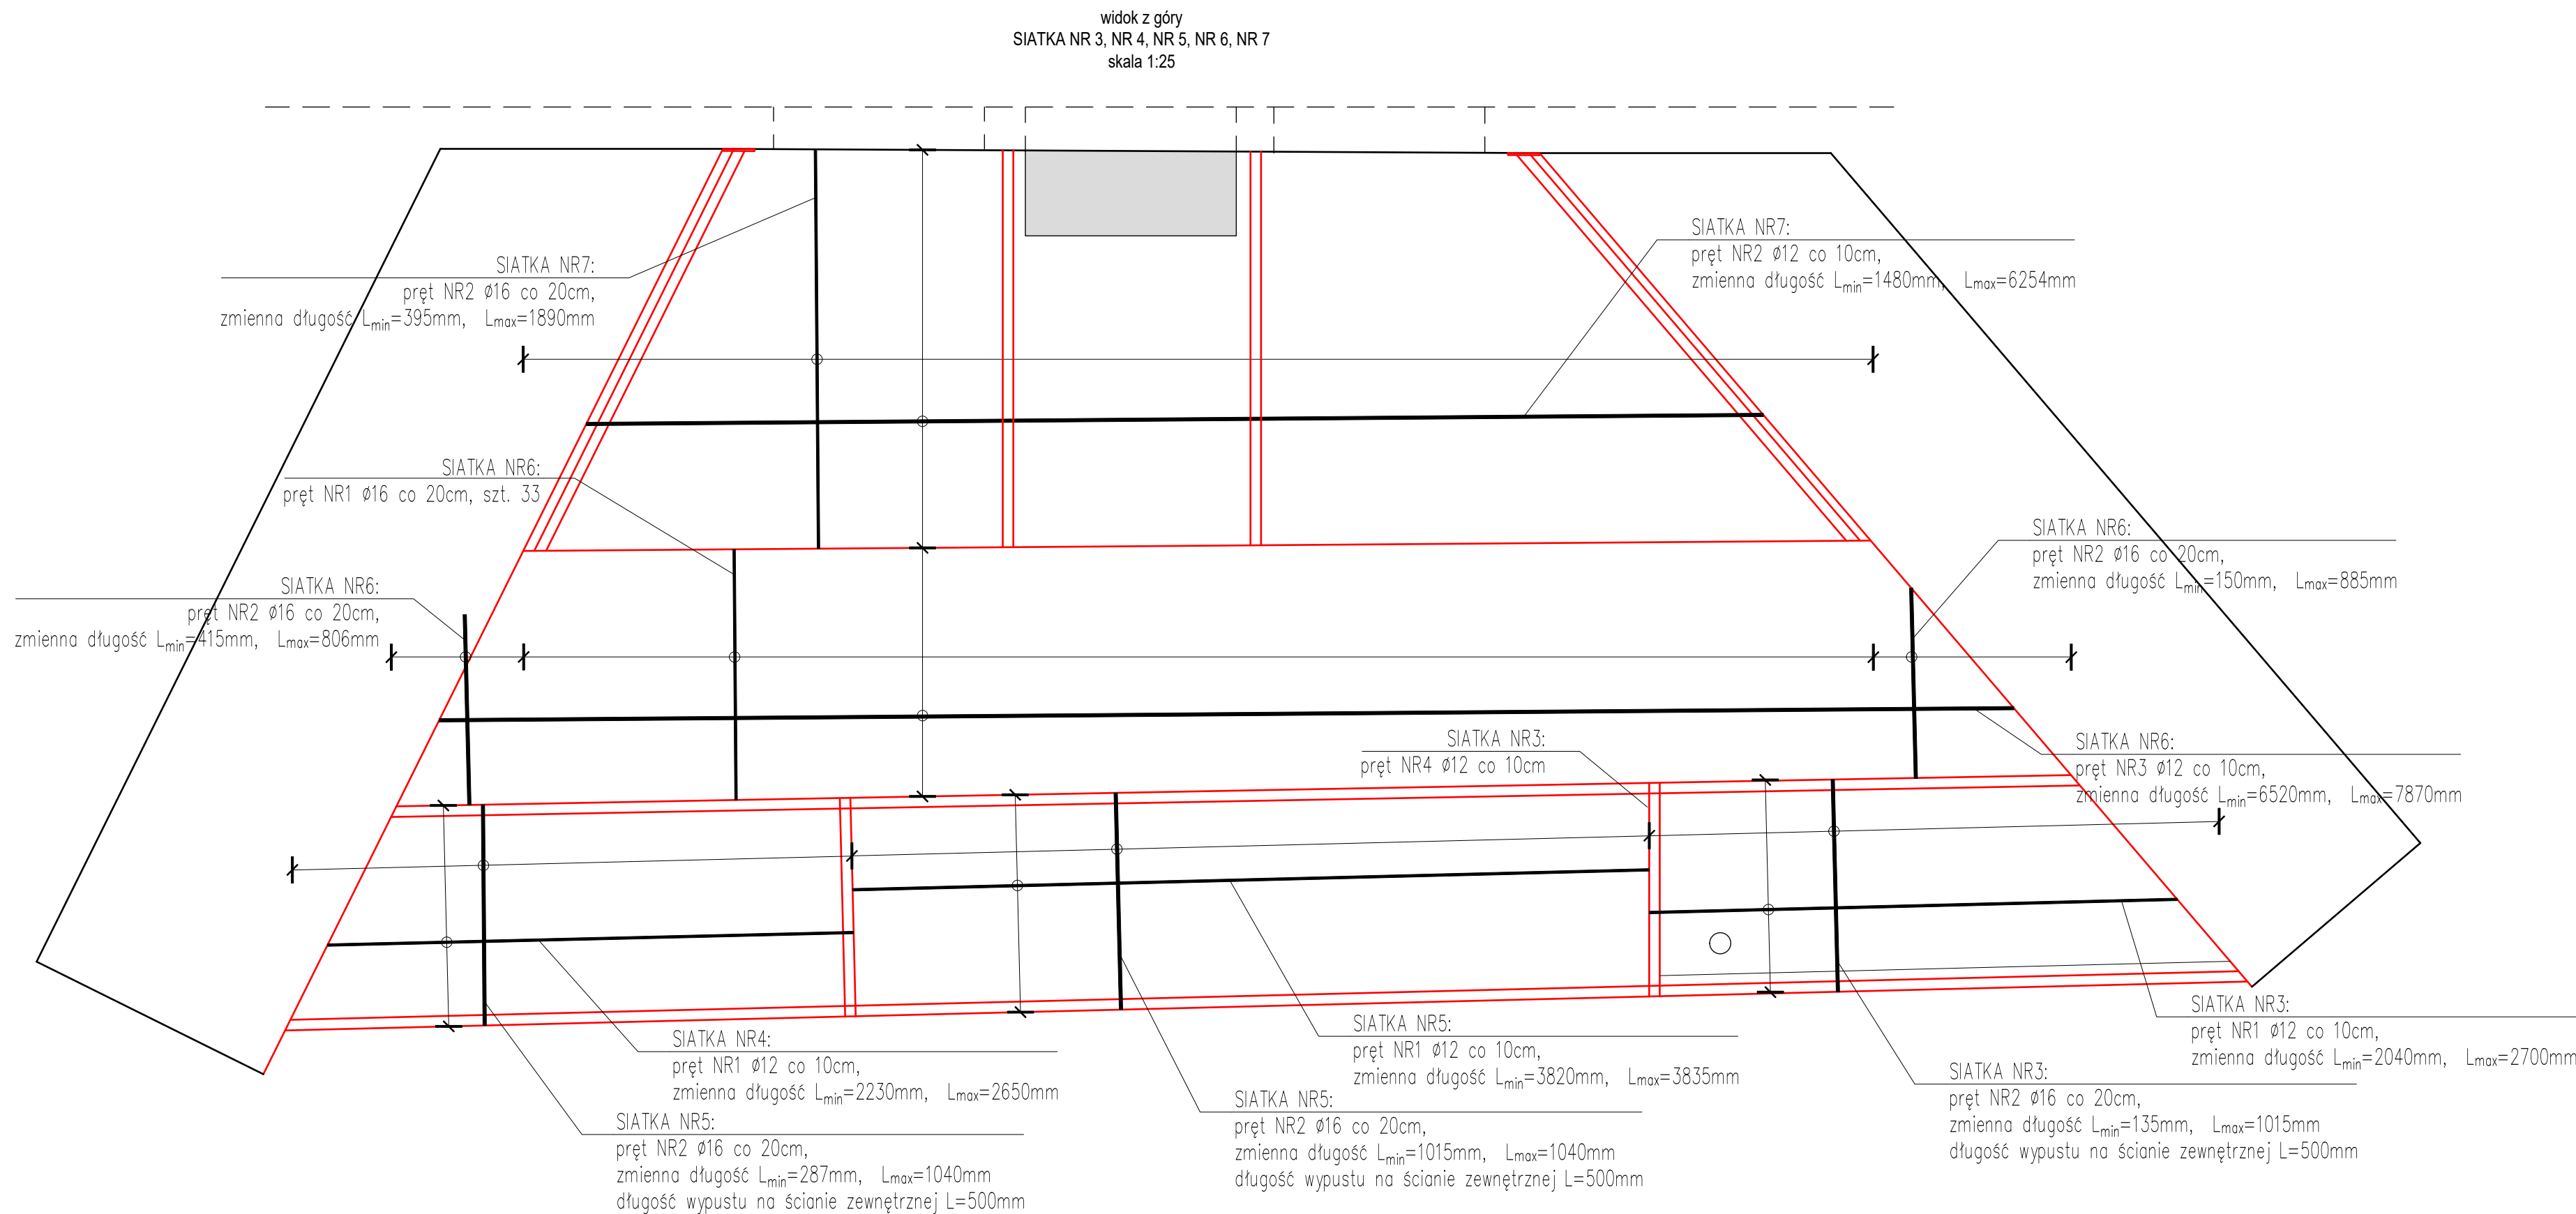 widok z góry
SIATKA NR 3, NR 4, NR 5, NR 6, NR 7
skala 1:25
SIATKA NR7:
pręt NR2 ø12 co 10cm,
zmienna długość Lmin=1480mm, Lmax=6254mm
SIATKA NR7:
pręt NR2 ø16 co 20cm,
zmienna długość Lmin=395mm, Lmax=1890mm
SIATKA NR6:
pręt NR1 ø16 co 20cm, szt. 33
SIATKA NR6:
pręt NR2 ø16 co 20cm,
zmienna długość Lmin=150mm, Lmax=885mm
SIATKA NR6:
pręt NR2 ø16 co 20cm,
zmienna długość Lmin=415mm, Lmax=806mm
SIATKA NR3:
pręt NR4 ø12 co 10cm
SIATKA NR6:
pręt NR3 ø12 co 10cm,
zmienna długość Lmin=6520mm, Lmax=7870mm
SIATKA NR3:
pręt NR1 ø12 co 10cm,
zmienna długość Lmin=2040mm, Lmax=2700mm
SIATKA NR5:
pręt NR1 ø12 co 10cm,
zmienna długość Lmin=3820mm, Lmax=3835mm
SIATKA NR4:
pręt NR1 ø12 co 10cm,
zmienna długość Lmin=2230mm, Lmax=2650mm
SIATKA NR3:
pręt NR2 ø16 co 20cm,
zmienna długość Lmin=135mm, Lmax=1015mm
długość wypustu na ścianie zewnętrznej L=500mm
SIATKA NR5:
pręt NR2 ø16 co 20cm,
zmienna długość Lmin=1015mm, Lmax=1040mm
długość wypustu na ścianie zewnętrznej L=500mm
SIATKA NR5:
pręt NR2 ø16 co 20cm,
zmienna długość Lmin=287mm, Lmax=1040mm
długość wypustu na ścianie zewnętrznej L=500mm